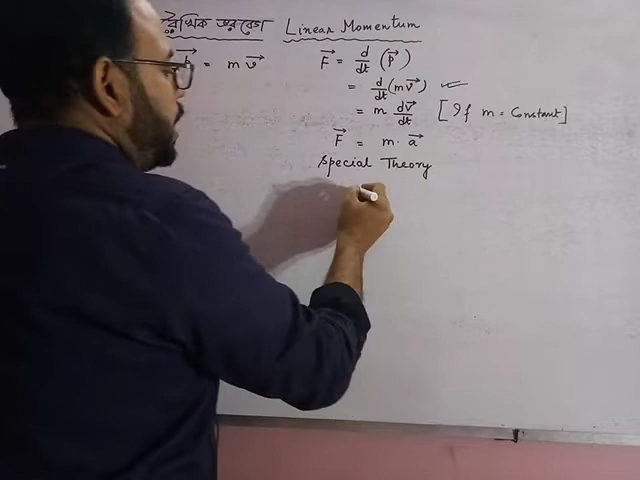 রৈখিক ভরবেগ Linear Momentum
p⃗ = m v⃗
F⃗ = d/dt (p⃗)
= d/dt (m v⃗) ✓
= m dv⃗/dt [If m = Constant]
F⃗ = m. a⃗
Special Theory